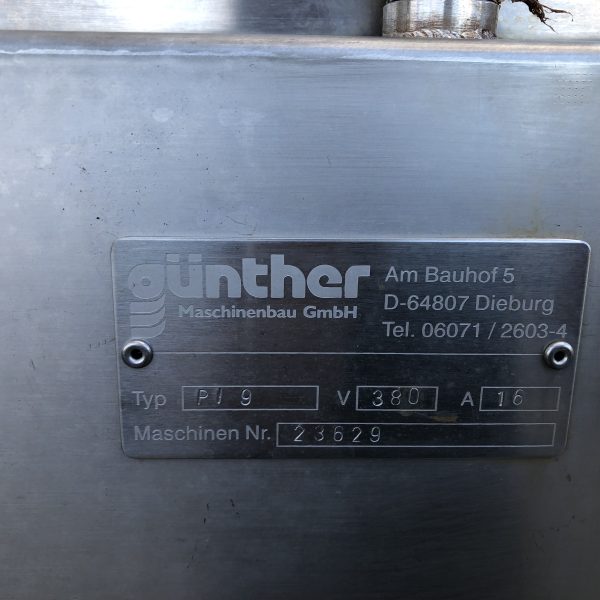 günther
Maschinenbau GmbH
Am Bauhof 5
D-64807 Dieburg
Tel. 06071 / 2603-4
Typ PI 9 V 380 A 16
Maschinen Nr. 23629